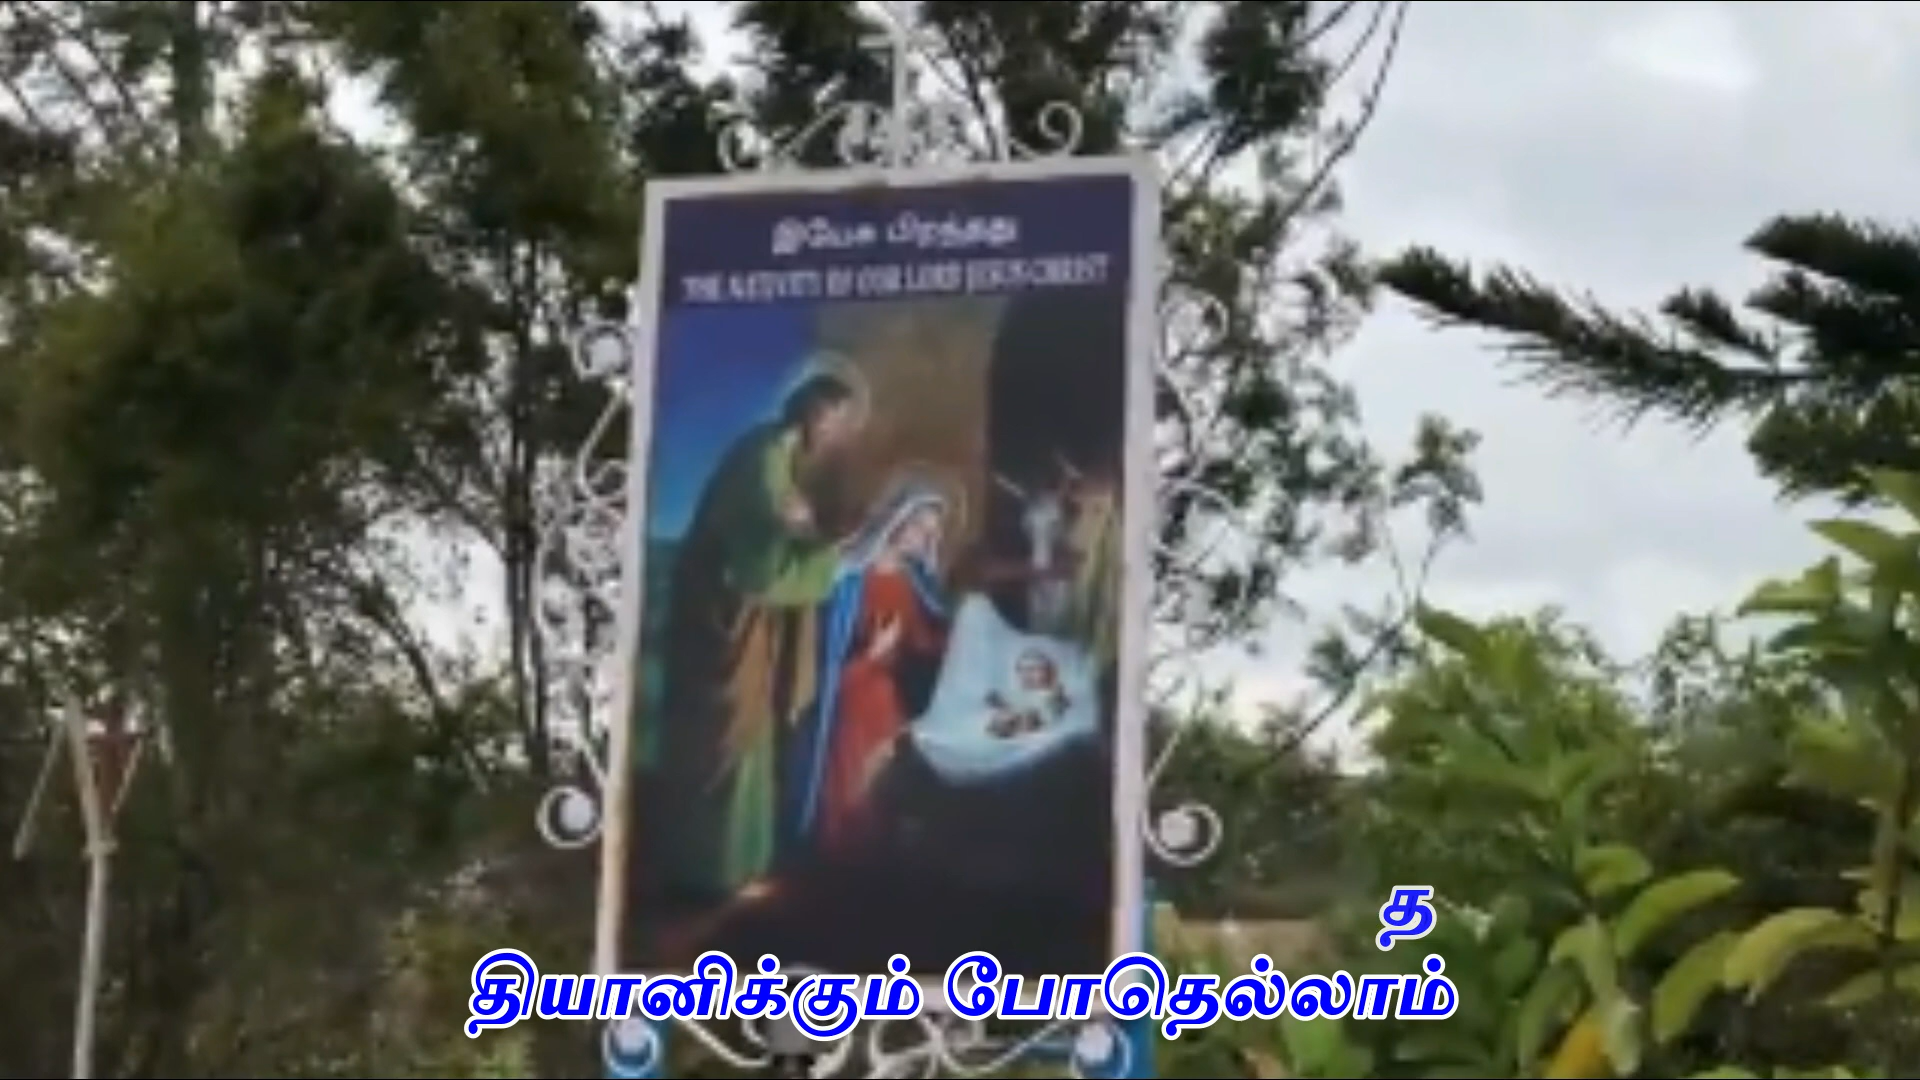 இயேசு பிறந்தது
THE NATIVITY OF OUR LORD JESUS CHRIST
த
தியானிக்கும் போதெல்லாம்